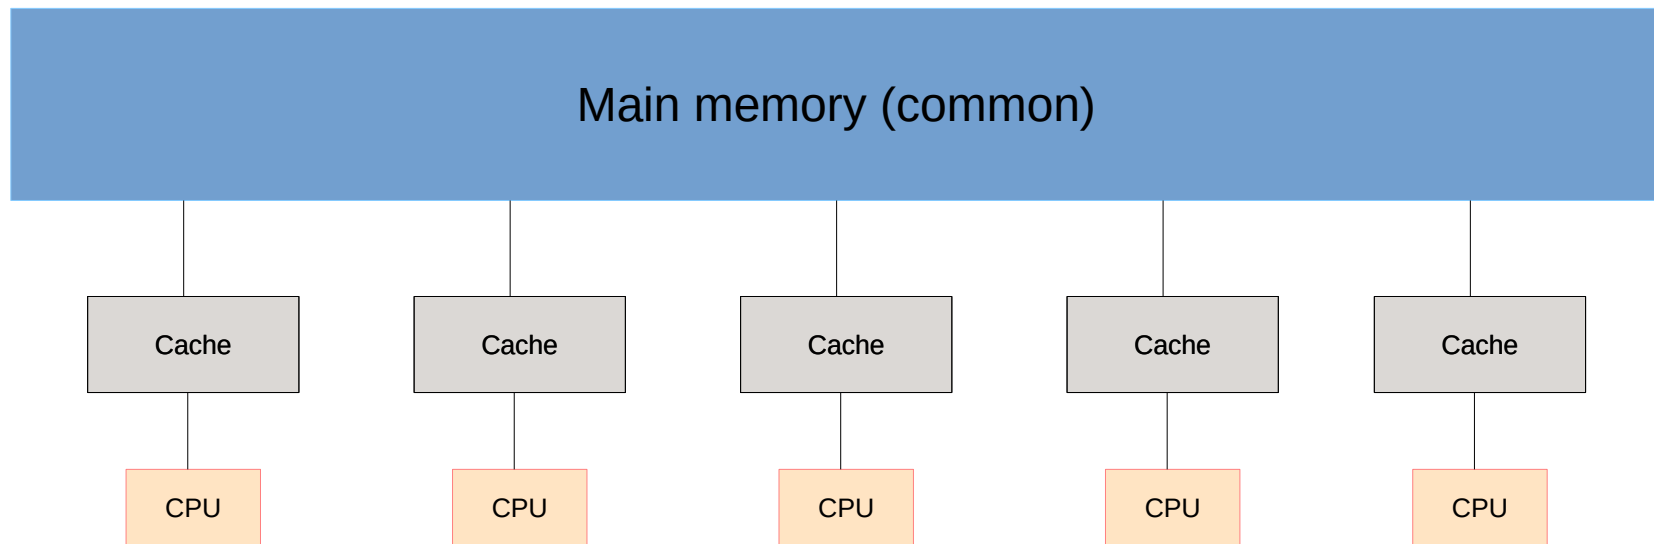 Main memory (common)
Cache
Cache
Cache
Cache
Cache
CPU
CPU
CPU
CPU
CPU